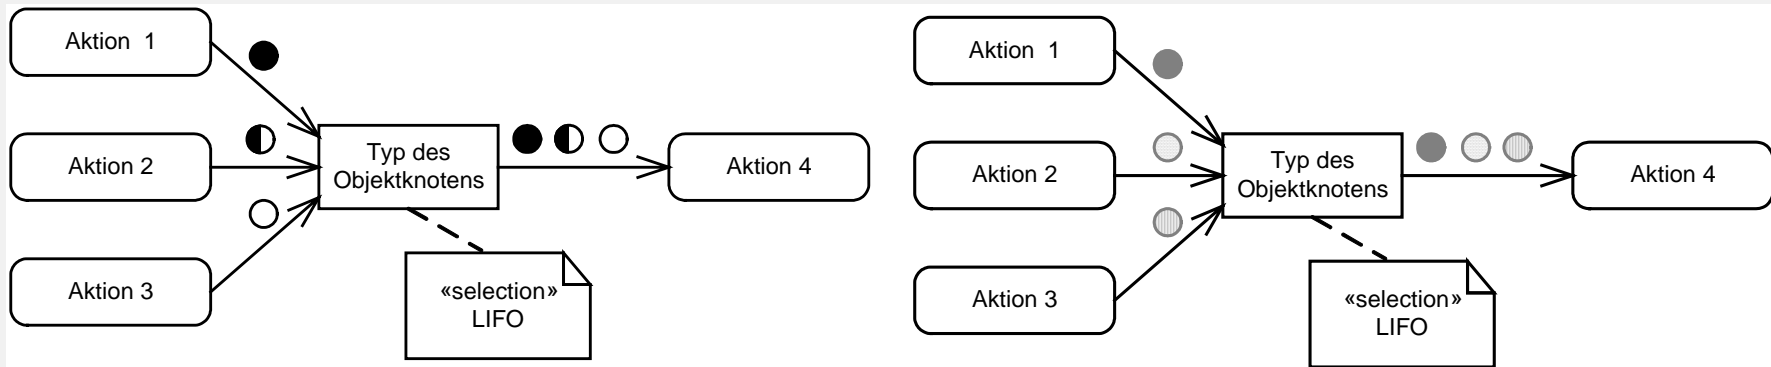 Aktion 1
Aktion 2
Typ des
Objektknotens
Aktion 4
Aktion 3
«selection»
LIFO
Aktion 1
Aktion 2
Typ des
Objektknotens
Aktion 4
Aktion 3
«selection»
LIFO